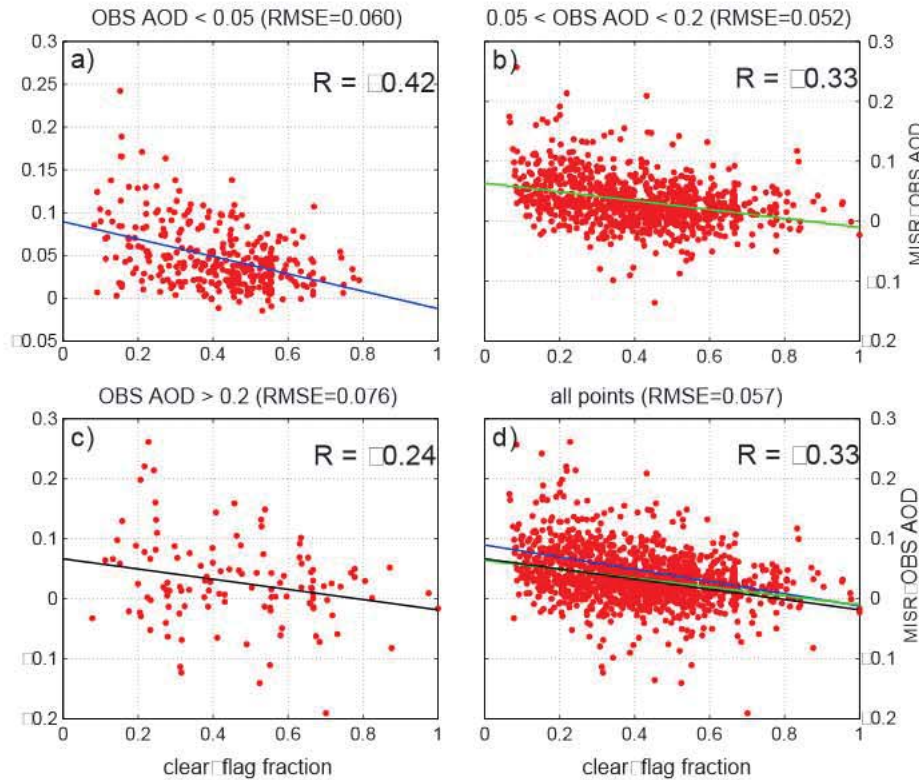 OBS AOD < 0.05 (RMSE=0.060)
0.05 < OBS AOD < 0.2 (RMSE=0.052)
a)
R = □0.42
0.3
0.25
0.2
0.15
0.1
0.05
0
□0.05
0 0.2 0.4 0.6 0.8 1
b)
R = □0.33
0.3
0.2
0.1
0
□0.1
□0.2
MISR□OBS AOD
0 0.2 0.4 0.6 0.8 1
OBS AOD > 0.2 (RMSE=0.076)
all points (RMSE=0.057)
c)
R = □0.24
0.3
0.2
0.1
0
□0.1
□0.2
0 0.2 0.4 0.6 0.8 1
clear□flag fraction
d)
R = □0.33
0.3
0.2
0.1
0
□0.1
□0.2
MISR□OBS AOD
0 0.2 0.4 0.6 0.8 1
clear□flag fraction